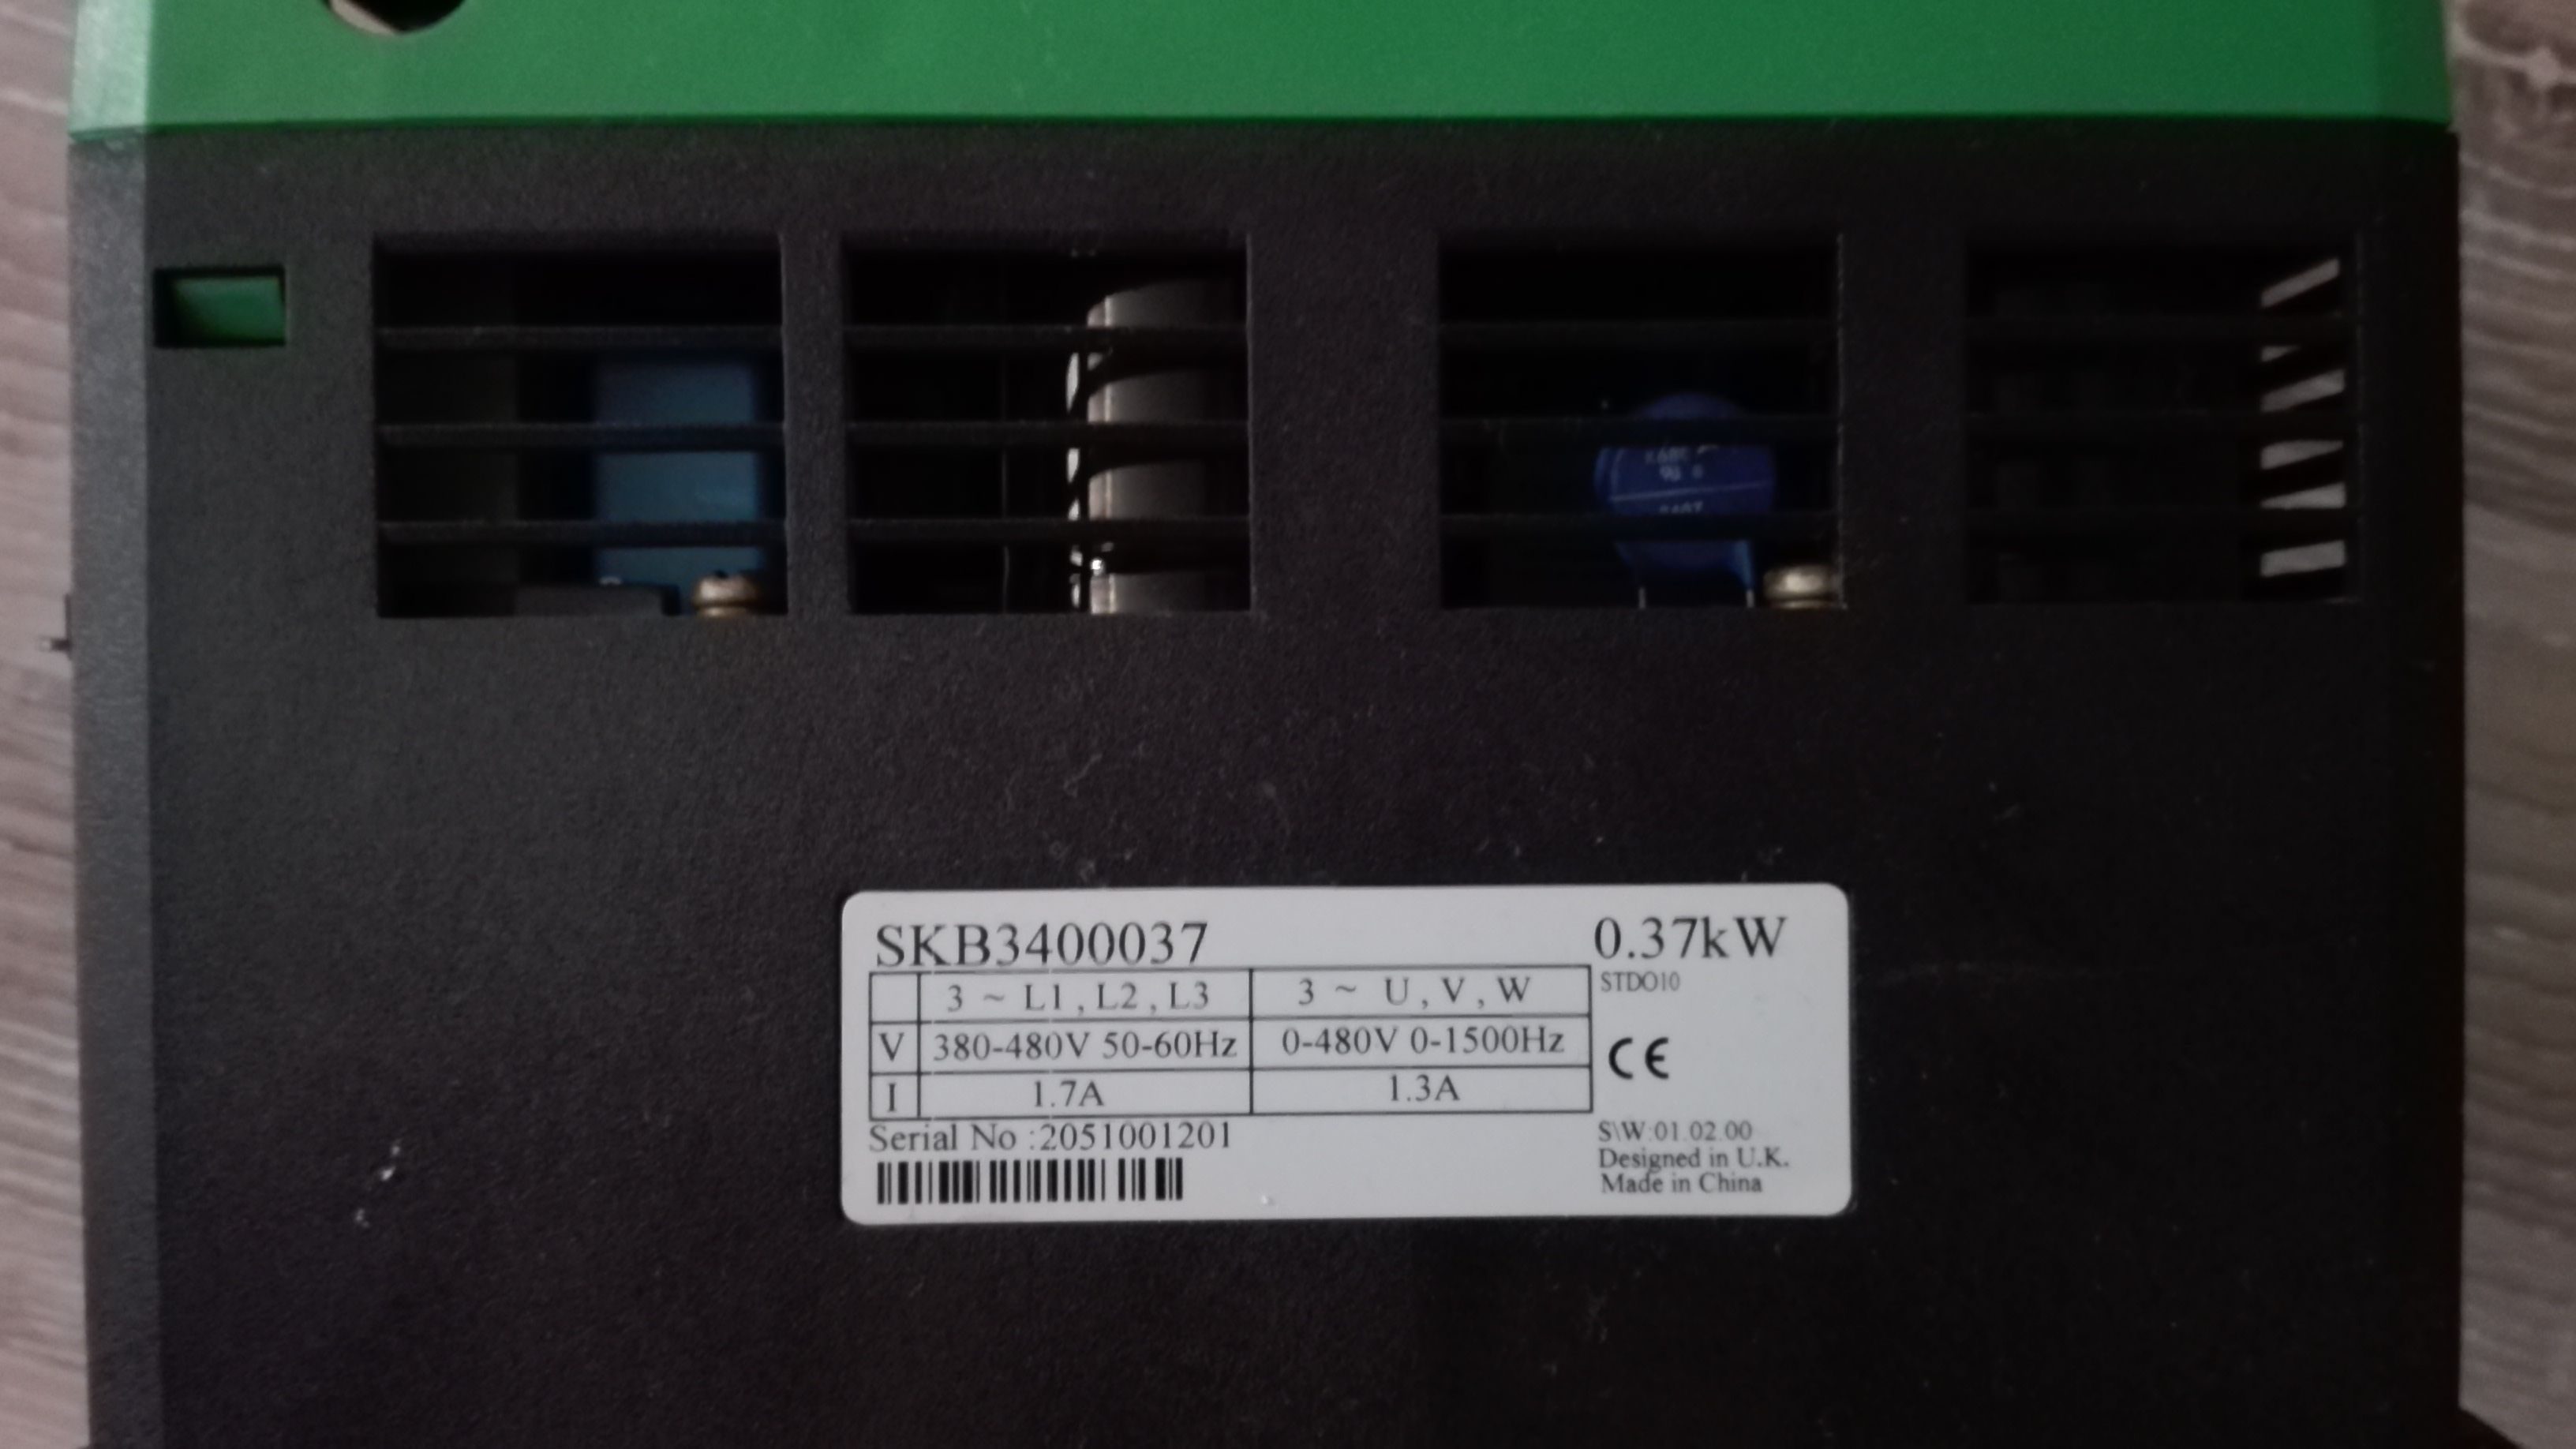 SKB3400037 0.37kW
STDO10
3 ~ L1 , L2 , L3 3 ~ U , V , W
V 380-480V 50-60Hz 0-480V 0-1500Hz
I 1.7A 1.3A
CE
Serial No :2051001201
S\W:01.02.00
Designed in U.K.
Made in China